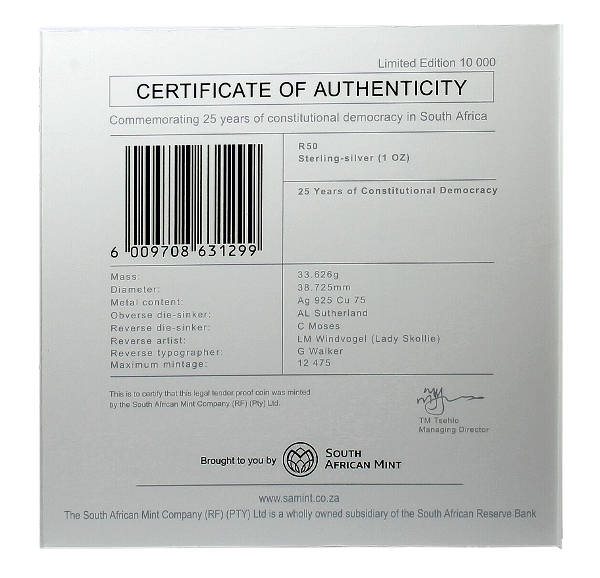 Limited Edition 10 000
CERTIFICATE OF AUTHENTICITY
Commemorating 25 years of constitutional democracy in South Africa
R50
Sterling-silver (1 OZ)
25 Years of Constitutional Democracy
6 009708 631299
Mass: 33.626g
Diameter: 38.725mm
Metal content: Ag 925 Cu 75
Obverse die-sinker: AL Sutherland
Reverse die-sinker: C Moses
Reverse artist: LM Windvogel (Lady Skollie)
Reverse typographer: G Walker
Maximum mintage: 12 475
This is to certify that this legal tender proof coin was minted
by the South African Mint Company (RF) (Pty) Ltd.
TM Tsehlo
Managing Director
Brought to you by SOUTH
AFRICAN MINT
www.samint.co.za
The South African Mint Company (RF) (PTY) Ltd is a wholly owned subsidiary of the South African Reserve Bank